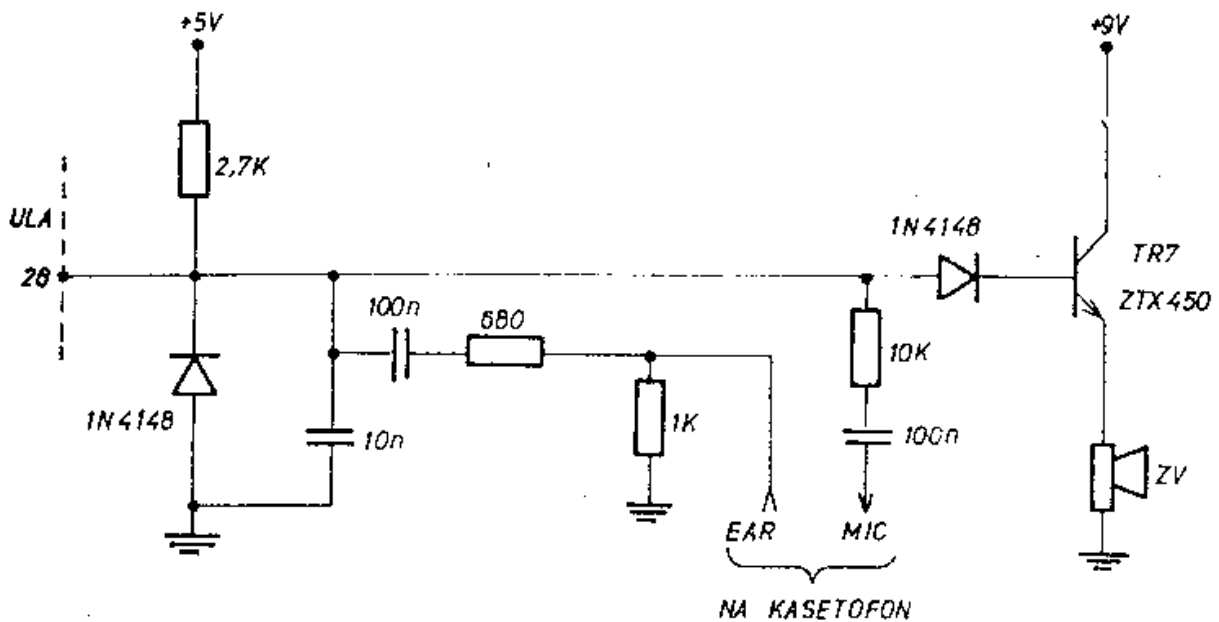 +5V
+9V
2,7K
ULA
28
1N4148
TR7
ZTX450
100n
680
10K
1N4148
10n
1K
100n
ZV
EAR
MIC
NA KASETOFON